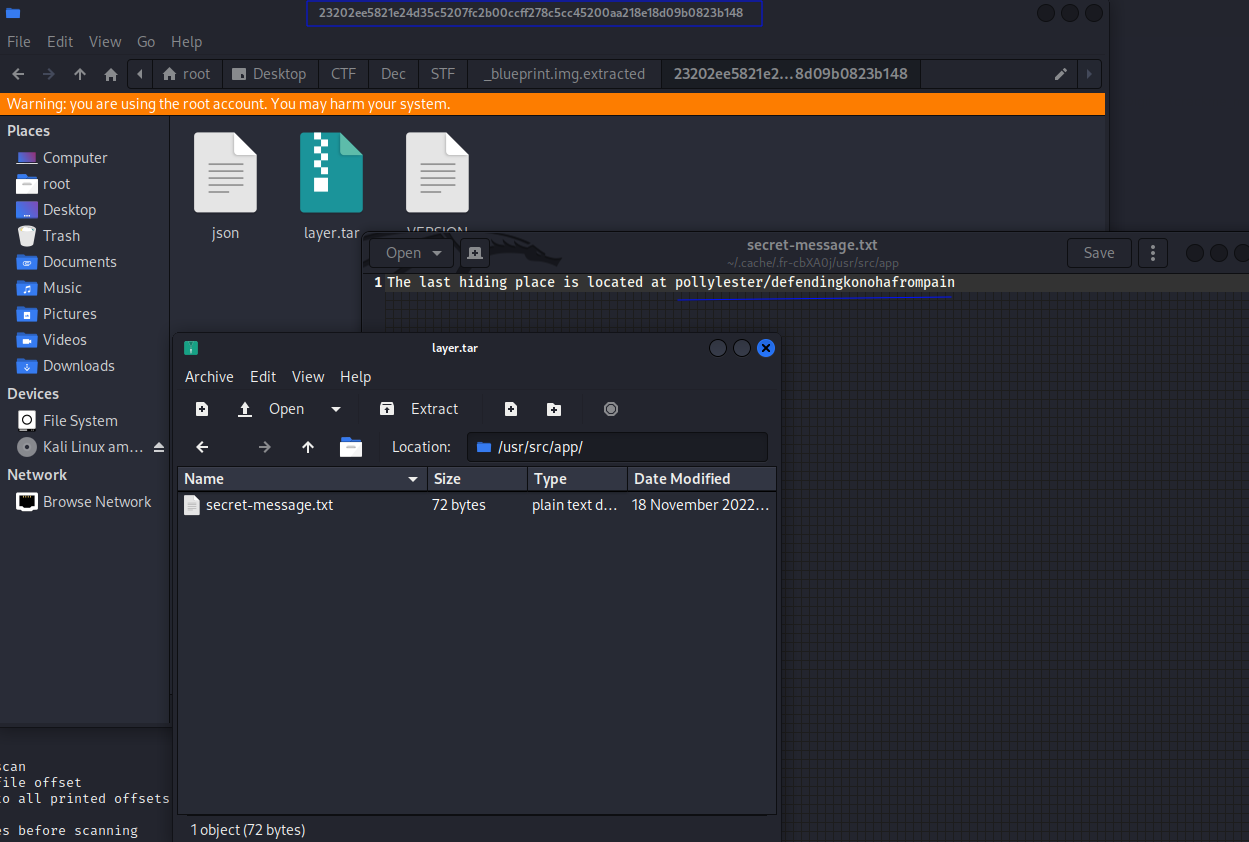 23202ee5821e24d35c5207fc2b00ccff278c5cc45200aa218e18d09b0823b148
File Edit View Go Help
root Desktop CTF Dec STF _blueprint.img.extracted 23202ee5821e2...8d09b0823b148
Warning: you are using the root account. You may harm your system.
Places
Computer
root
Desktop
Trash
Documents
Music
Pictures
Videos
Downloads
Devices
File System
Kali Linux am...
Network
Browse Network
json layer.tar VERSION
Open
secret-message.txt
~/.cache/.fr-cbXA0j/usr/src/app
Save
1 The last hiding place is located at pollylester/defendingkonohafrompain
layer.tar
Archive Edit View Help
Open Extract
Location: /usr/src/app/
Name Size Type Date Modified
secret-message.txt 72 bytes plain text d... 18 November 2022...
1 object (72 bytes)
scan
file offset
to all printed offsets
es before scanning